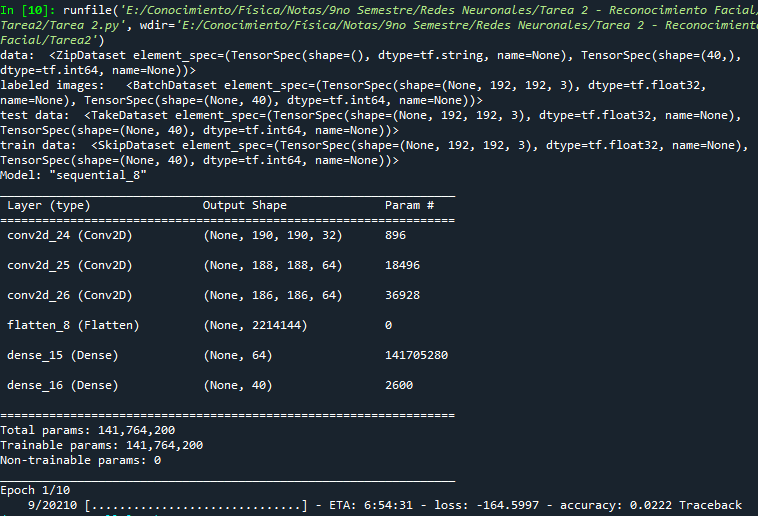 In [10]: runfile('E:/Conocimiento/Física/Notas/9no Semestre/Redes Neuronales/Tarea 2 - Reconocimiento Facial/
Tarea2/Tarea 2.py', wdir='E:/Conocimiento/Física/Notas/9no Semestre/Redes Neuronales/Tarea 2 - Reconocimiento
Facial/Tarea2')
data:  <ZipDataset element_spec=(TensorSpec(shape=(), dtype=tf.string, name=None), TensorSpec(shape=(40,),
dtype=tf.int64, name=None))>
labeled images:   <BatchDataset element_spec=(TensorSpec(shape=(None, 192, 192, 3), dtype=tf.float32,
name=None), TensorSpec(shape=(None, 40), dtype=tf.int64, name=None))>
test data:  <TakeDataset element_spec=(TensorSpec(shape=(None, 192, 192, 3), dtype=tf.float32, name=None),
TensorSpec(shape=(None, 40), dtype=tf.int64, name=None))>
train data:  <SkipDataset element_spec=(TensorSpec(shape=(None, 192, 192, 3), dtype=tf.float32, name=None),
TensorSpec(shape=(None, 40), dtype=tf.int64, name=None))>
Model: "sequential_8"
_________________________________________________________________
Layer (type)                Output Shape              Param #
=================================================================
conv2d_24 (Conv2D)          (None, 190, 190, 32)      896
conv2d_25 (Conv2D)          (None, 188, 188, 64)      18496
conv2d_26 (Conv2D)          (None, 186, 186, 64)      36928
flatten_8 (Flatten)         (None, 2214144)           0
dense_15 (Dense)            (None, 64)                141705280
dense_16 (Dense)            (None, 40)                2600
=================================================================
Total params: 141,764,200
Trainable params: 141,764,200
Non-trainable params: 0
_________________________________________________________________
Epoch 1/10
9/20210 [..............................] - ETA: 6:54:31 - loss: -164.5997 - accuracy: 0.0222 Traceback